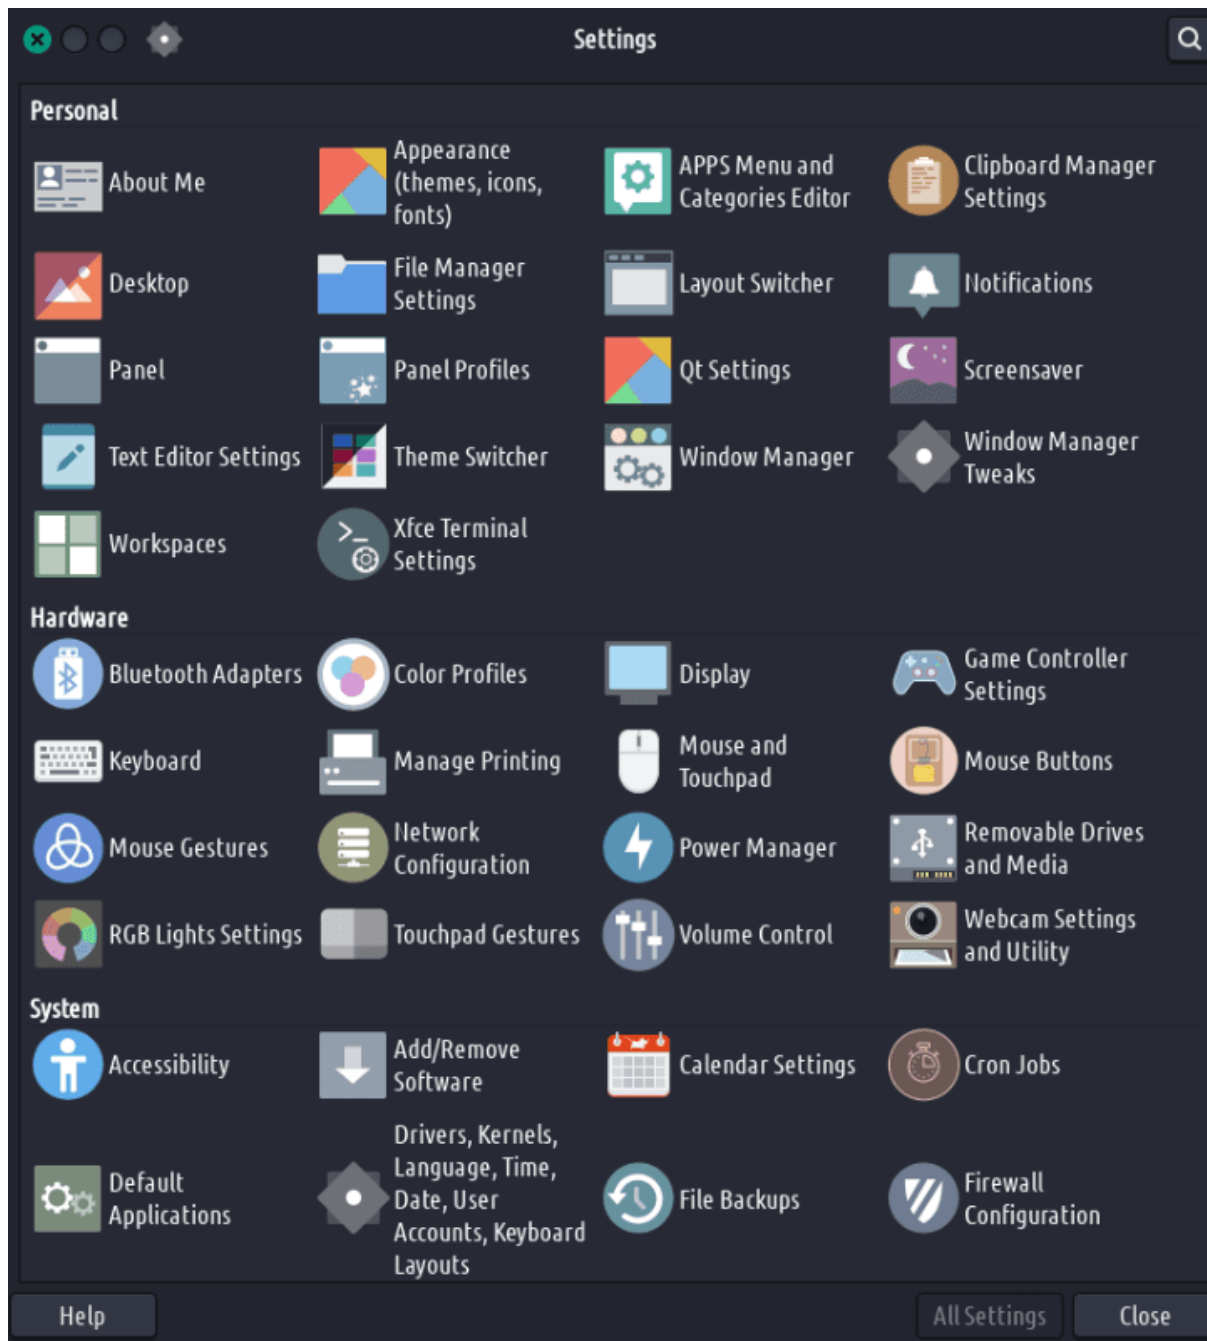 Settings
Personal
About Me
Appearance
(themes, icons,
fonts)
APPS Menu and
Categories Editor
Clipboard Manager
Settings
Desktop
File Manager
Settings
Layout Switcher
Notifications
Panel
Panel Profiles
Qt Settings
Screensaver
Text Editor Settings
Theme Switcher
Window Manager
Window Manager
Tweaks
Workspaces
Xfce Terminal
Settings
Hardware
Bluetooth Adapters
Color Profiles
Display
Game Controller
Settings
Keyboard
Manage Printing
Mouse and
Touchpad
Mouse Buttons
Mouse Gestures
Network
Configuration
Power Manager
Removable Drives
and Media
RGB Lights Settings
Touchpad Gestures
Volume Control
Webcam Settings
and Utility
System
Accessibility
Add/Remove
Software
Calendar Settings
Cron Jobs
Default
Applications
Drivers, Kernels,
Language, Time,
Date, User
Accounts, Keyboard
Layouts
File Backups
Firewall
Configuration
Help
All Settings
Close